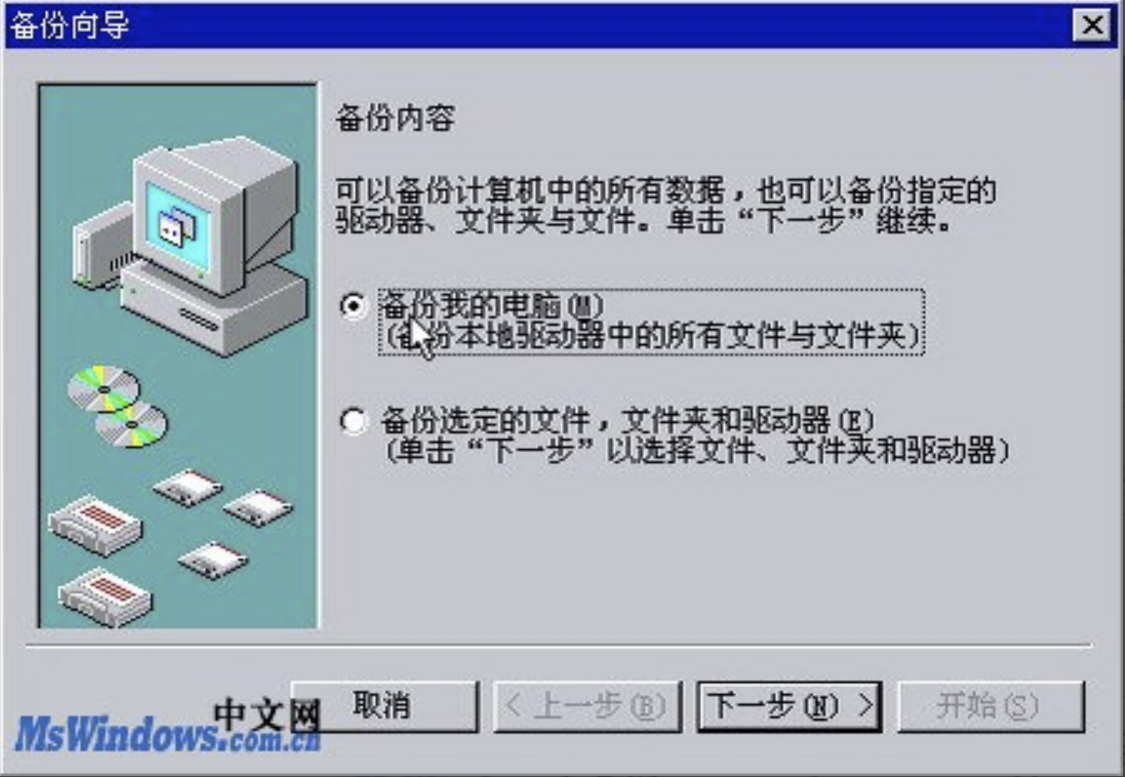 备份向导
备份内容
可以备份计算机中的所有数据，也可以备份指定的
驱动器、文件夹与文件。单击“下一步”继续。
备份我的电脑(M)
(备份本地驱动器中的所有文件与文件夹)
备份选定的文件，文件夹和驱动器(E)
(单击“下一步”以选择文件、文件夹和驱动器)
取消
< 上一步(B)
下一步(N) >
开始(S)
中文网
MsWindows.com.cn